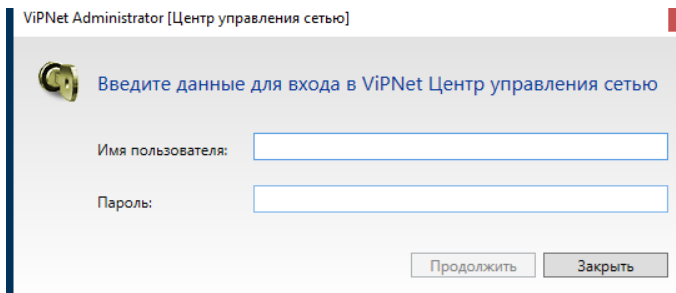 ViPNet Administrator [Центр управления сетью]
Введите данные для входа в ViPNet Центр управления сетью
Имя пользователя:
Пароль:
Продолжить Закрыть